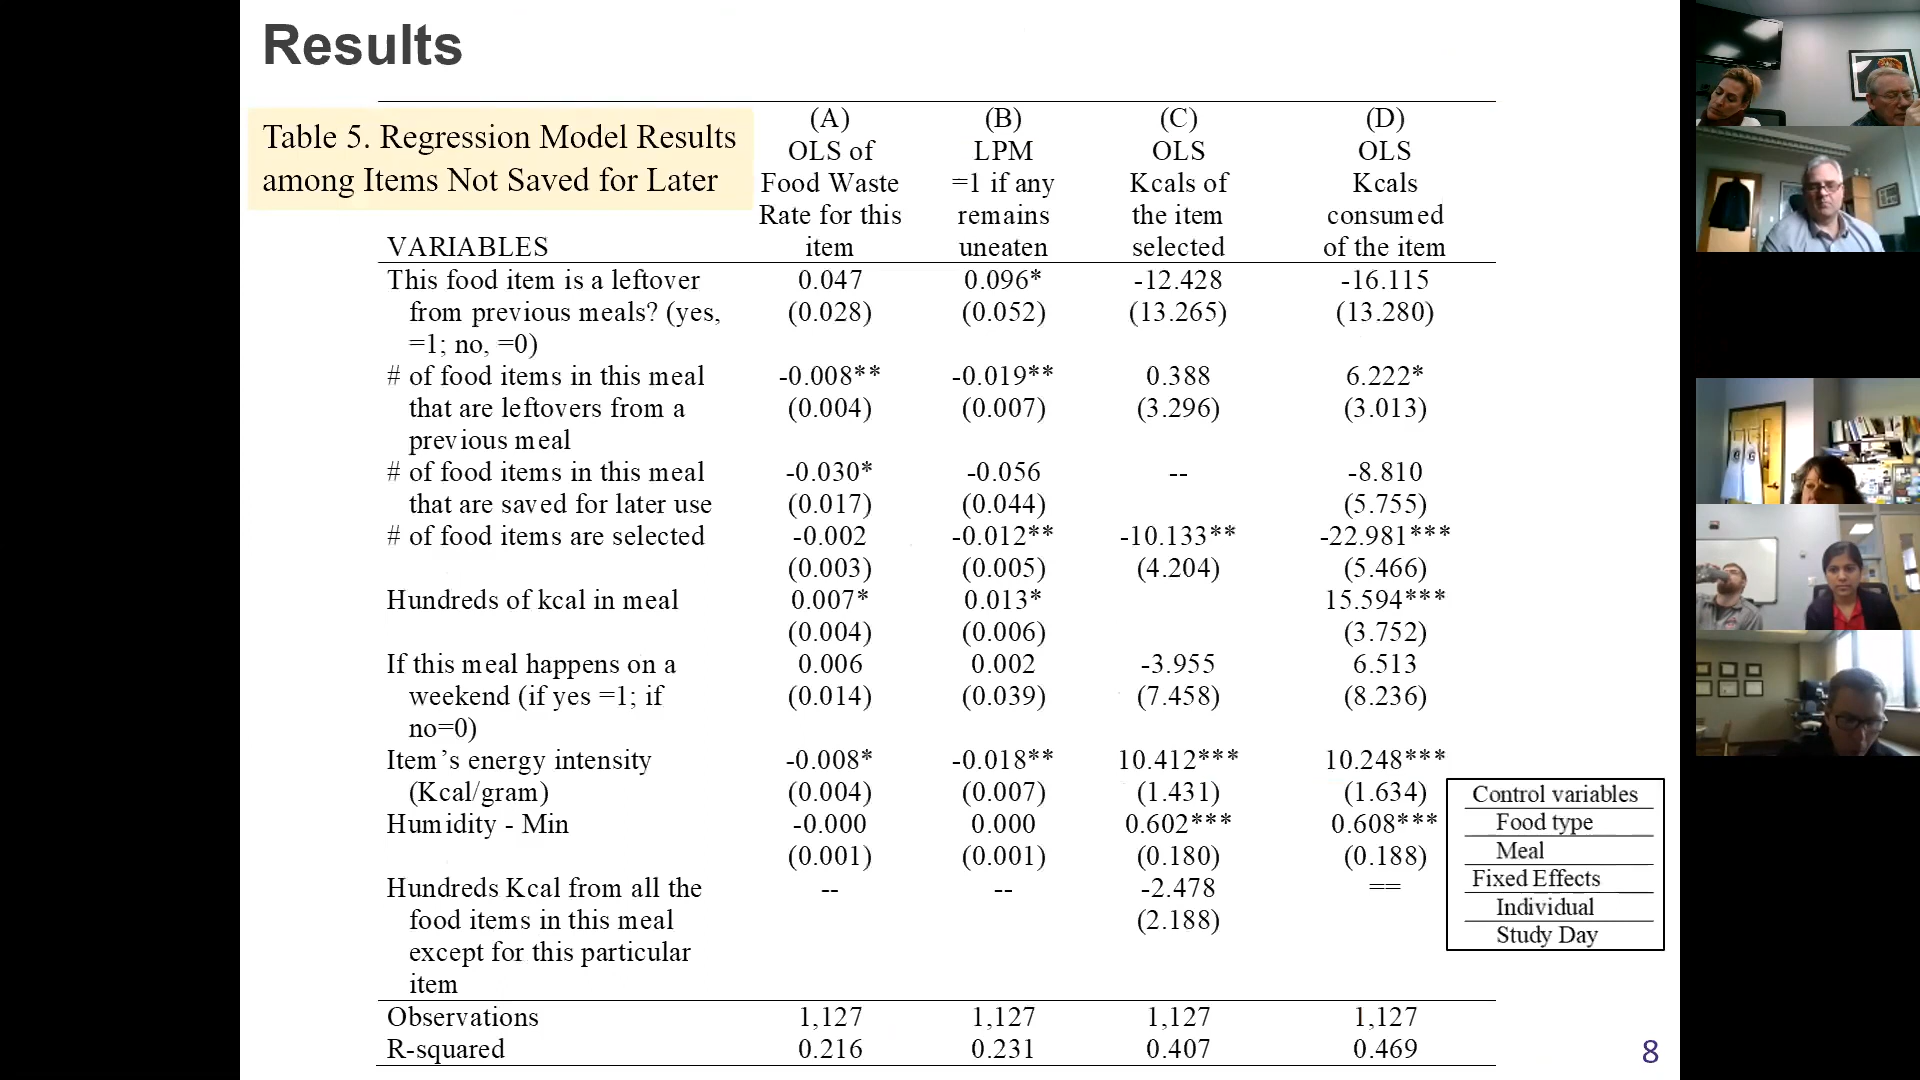 Results
Table 5. Regression Model Results
among Items Not Saved for Later
(A) (B) (C) (D)
OLS of LPM OLS OLS
Food Waste =1 if any Kcals of Kcals
Rate for this remains the item consumed
VARIABLES item uneaten selected of the item
This food item is a leftover 0.047 0.096* -12.428 -16.115
from previous meals? (yes, (0.028) (0.052) (13.265) (13.280)
=1; no, =0)
# of food items in this meal -0.008** -0.019** 0.388 6.222*
that are leftovers from a (0.004) (0.007) (3.296) (3.013)
previous meal
# of food items in this meal -0.030* -0.056 -- -8.810
that are saved for later use (0.017) (0.044) (5.755)
# of food items are selected -0.002 -0.012** -10.133** -22.981***
(0.003) (0.005) (4.204) (5.466)
Hundreds of kcal in meal 0.007* 0.013* 15.594***
(0.004) (0.006) (3.752)
If this meal happens on a 0.006 0.002 -3.955 6.513
weekend (if yes =1; if (0.014) (0.039) (7.458) (8.236)
no=0)
Item’s energy intensity -0.008* -0.018** 10.412*** 10.248***
(Kcal/gram) (0.004) (0.007) (1.431) (1.634)
Humidity - Min -0.000 0.000 0.602*** 0.608***
(0.001) (0.001) (0.180) (0.188)
Hundreds Kcal from all the -- -- -2.478 ==
food items in this meal (2.188)
except for this particular
item
Observations 1,127 1,127 1,127 1,127
R-squared 0.216 0.231 0.407 0.469
Control variables
Food type
Meal
Fixed Effects
Individual
Study Day
8